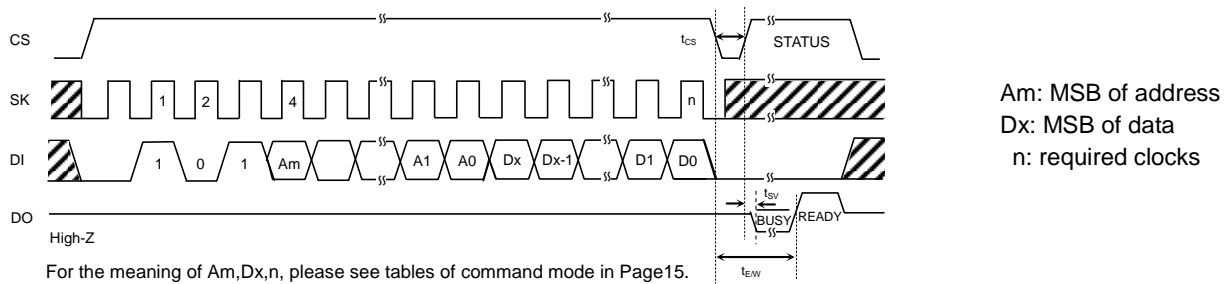 CS
tCS
STATUS
SK
1 2 4 n
DI
1 0 1 Am A1 A0 Dx Dx-1 D1 D0
tSV
DO
BUSY READY
High-Z
tE/W
For the meaning of Am,Dx,n, please see tables of command mode in Page15.
Am: MSB of address
Dx: MSB of data
n: required clocks